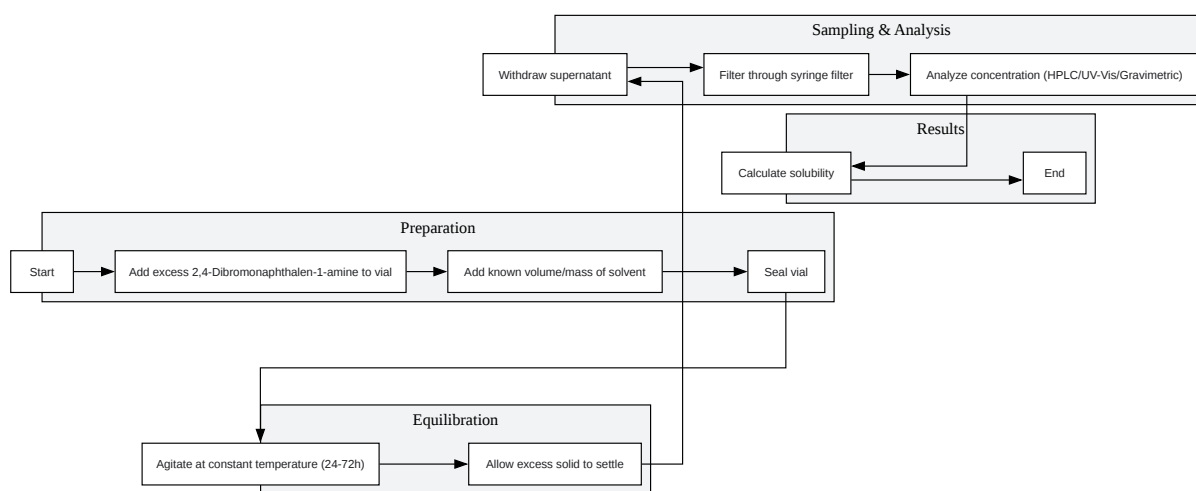 Sampling & Analysis
Withdraw supernatant
Filter through syringe filter
Analyze concentration (HPLC/UV-Vis/Gravimetric)
Results
Calculate solubility
End
Preparation
Start
Add excess 2,4-Dibromonaphthalen-1-amine to vial
Add known volume/mass of solvent
Seal vial
Equilibration
Agitate at constant temperature (24-72h)
Allow excess solid to settle